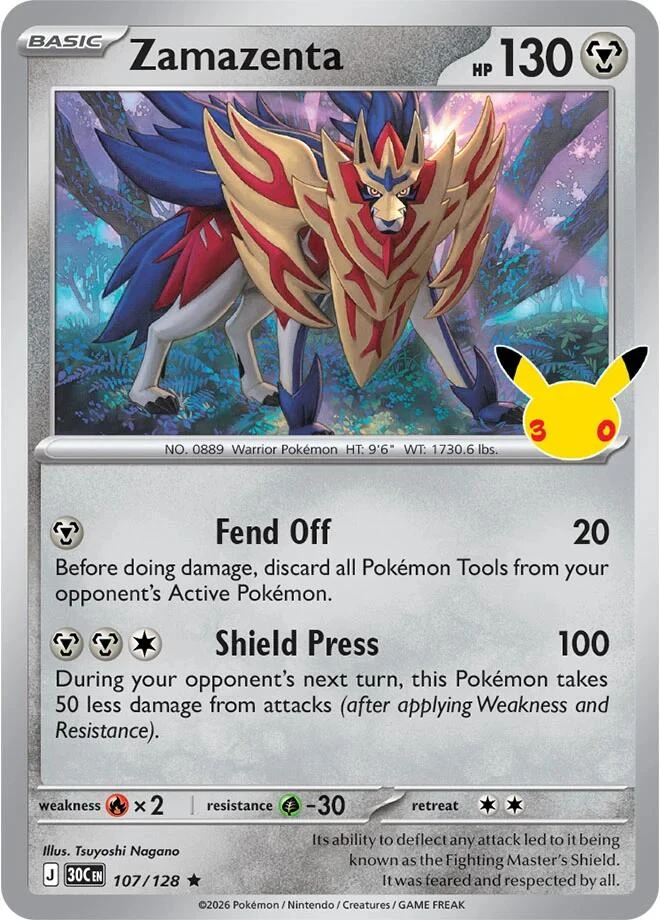 BASIC
Zamazenta
HP 130
30
NO. 0889 Warrior Pokémon HT: 9'6" WT: 1730.6 lbs.
Fend Off 20
Before doing damage, discard all Pokémon Tools from your
opponent's Active Pokémon.
Shield Press 100
During your opponent's next turn, this Pokémon takes
50 less damage from attacks (after applying Weakness and
Resistance).
weakness ×2 resistance -30 retreat
Illus. Tsuyoshi Nagano
Its ability to deflect any attack led to it being
known as the Fighting Master's Shield.
It was feared and respected by all.
J 30C EN 107/128 ★
©2026 Pokémon / Nintendo / Creatures / GAME FREAK